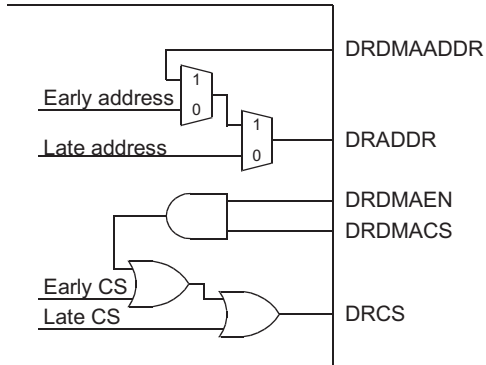 DRDMAADDR
1
Early address
0
1
DRADDR
Late address
0
DRDMAEN
DRDMACS
Early CS
Late CS
DRCS